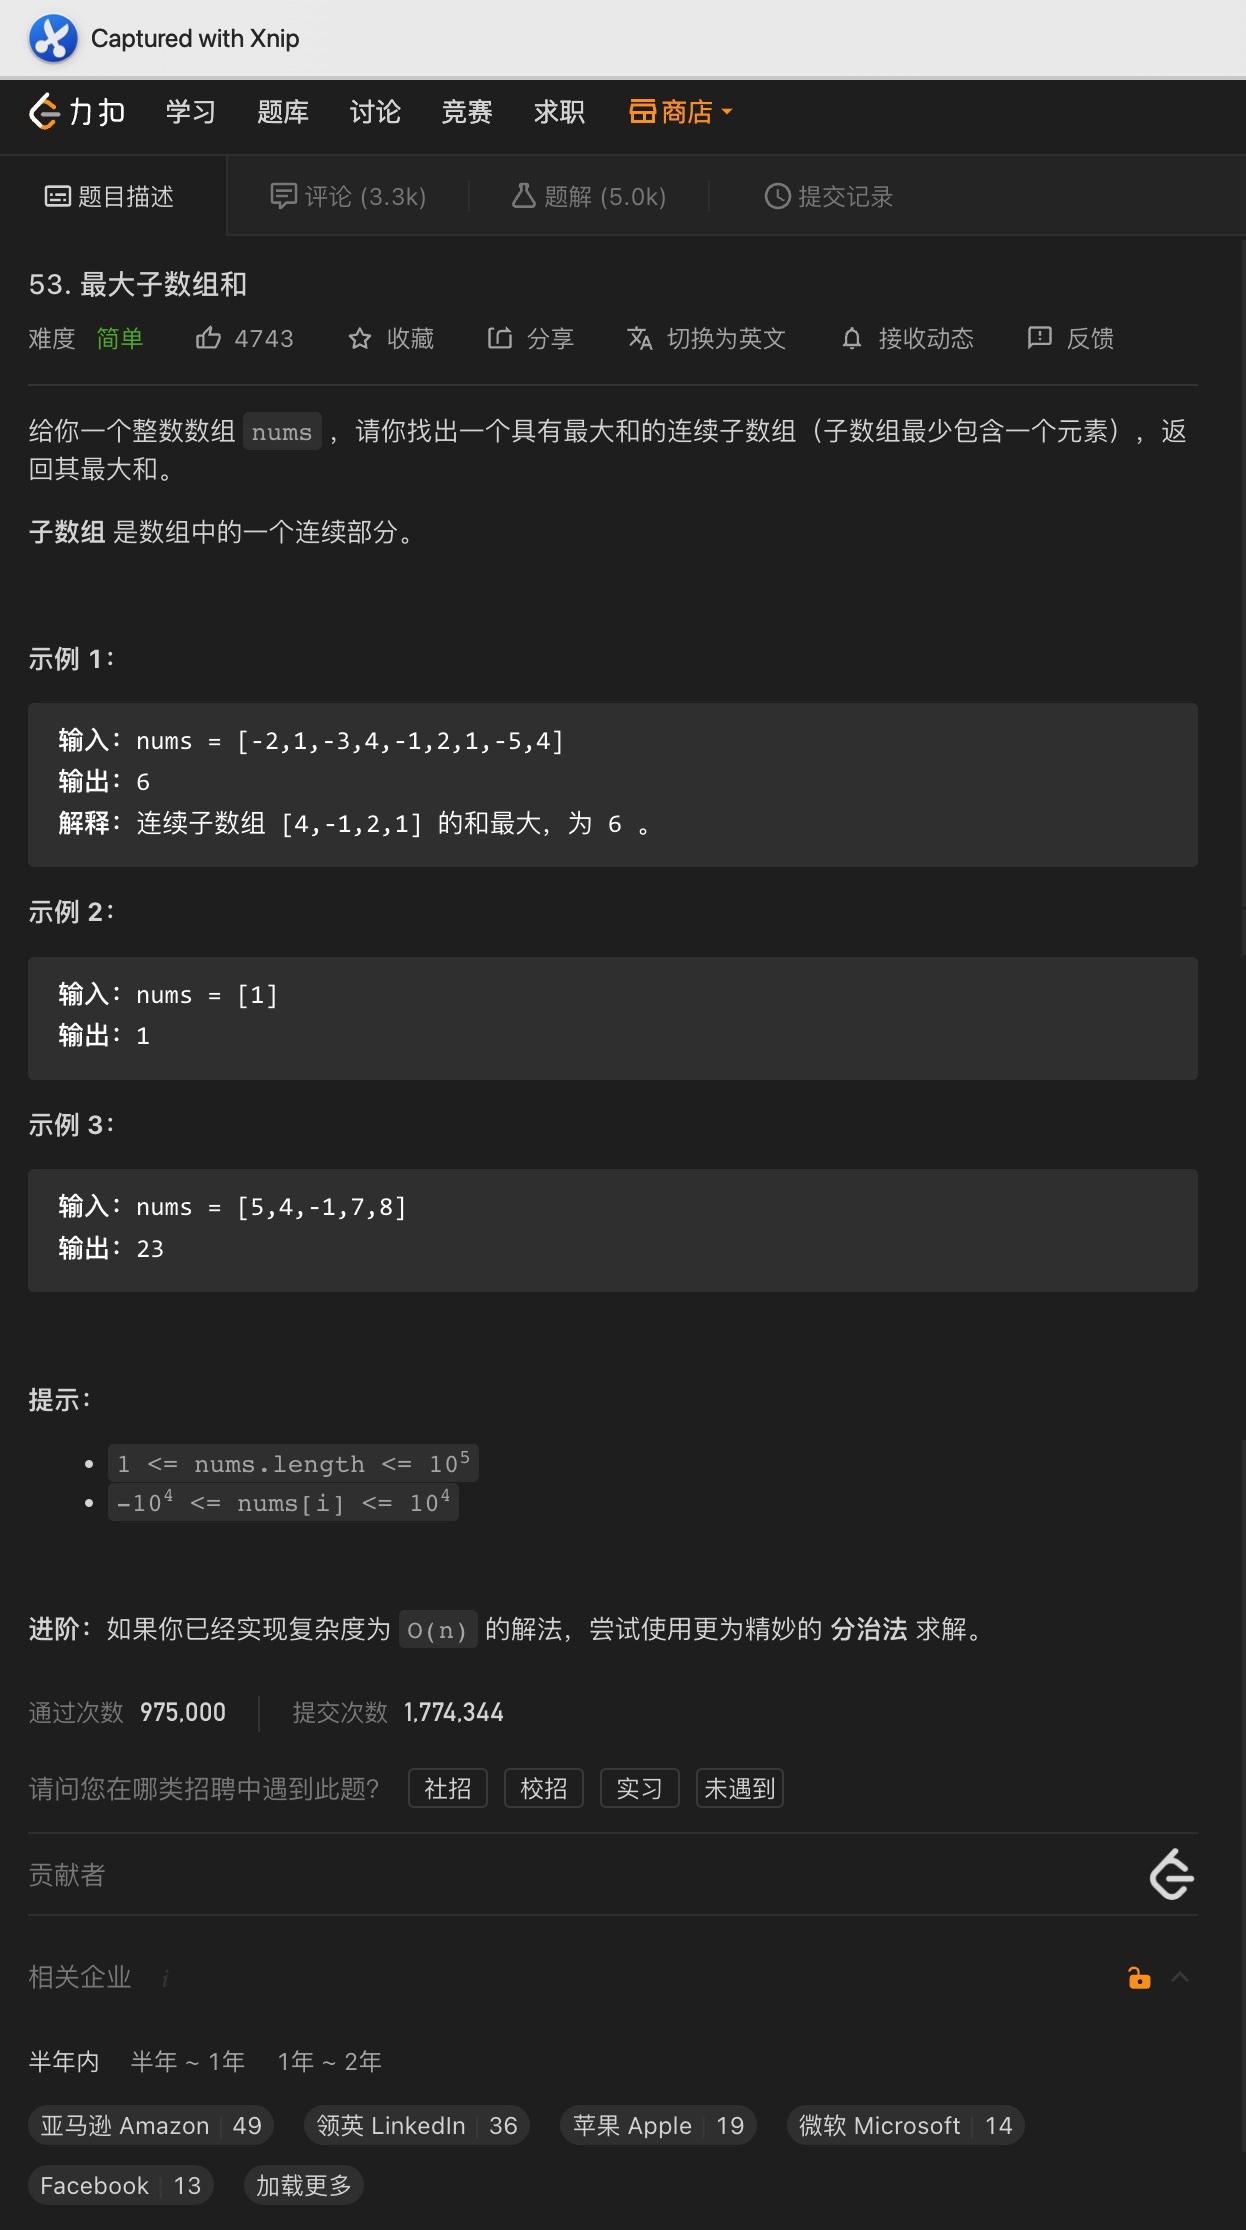 Captured with Xnip
力扣 学习 题库 讨论 竞赛 求职 商店
题目描述 评论 (3.3k) 题解 (5.0k) 提交记录
53. 最大子数组和
难度 简单 4743 收藏 分享 切换为英文 接收动态 反馈
给你一个整数数组 nums ，请你找出一个具有最大和的连续子数组（子数组最少包含一个元素），返
回其最大和。
子数组 是数组中的一个连续部分。
示例 1：
输入：nums = [-2,1,-3,4,-1,2,1,-5,4]
输出：6
解释：连续子数组 [4,-1,2,1] 的和最大，为 6 。
示例 2：
输入：nums = [1]
输出：1
示例 3：
输入：nums = [5,4,-1,7,8]
输出：23
提示：
• 1 <= nums.length <= 10⁵
• -10⁴ <= nums[i] <= 10⁴
进阶：如果你已经实现复杂度为 O(n) 的解法，尝试使用更为精妙的 分治法 求解。
通过次数 975,000 提交次数 1,774,344
请问您在哪类招聘中遇到此题？ 社招 校招 实习 未遇到
贡献者
相关企业 i
半年内 半年 ~ 1年 1年 ~ 2年
亚马逊 Amazon 49 领英 LinkedIn 36 苹果 Apple 19 微软 Microsoft 14
Facebook 13 加载更多